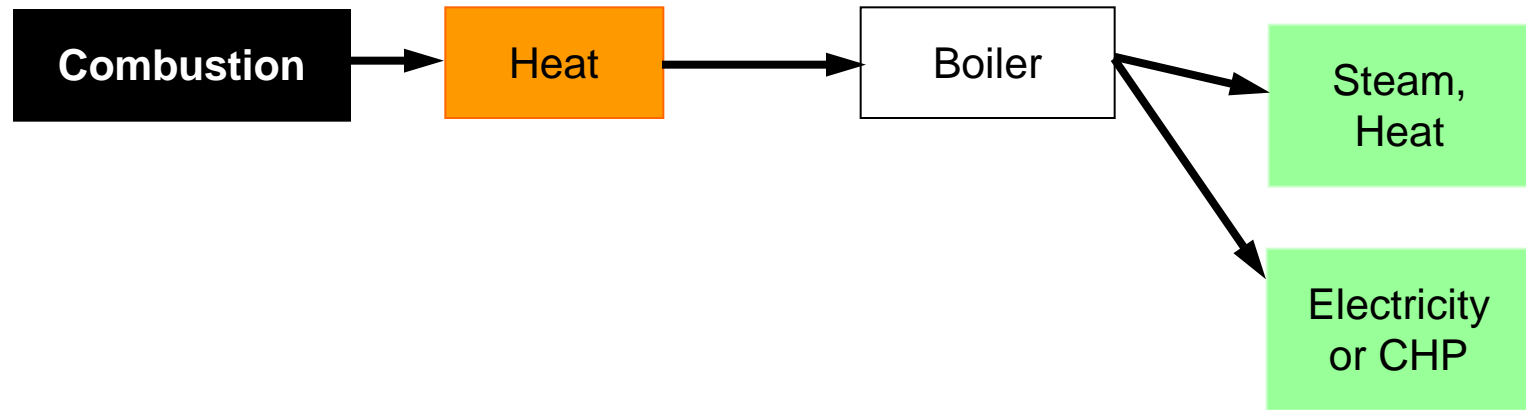 Combustion
Heat
Boiler
Steam,
Heat
Electricity
or CHP